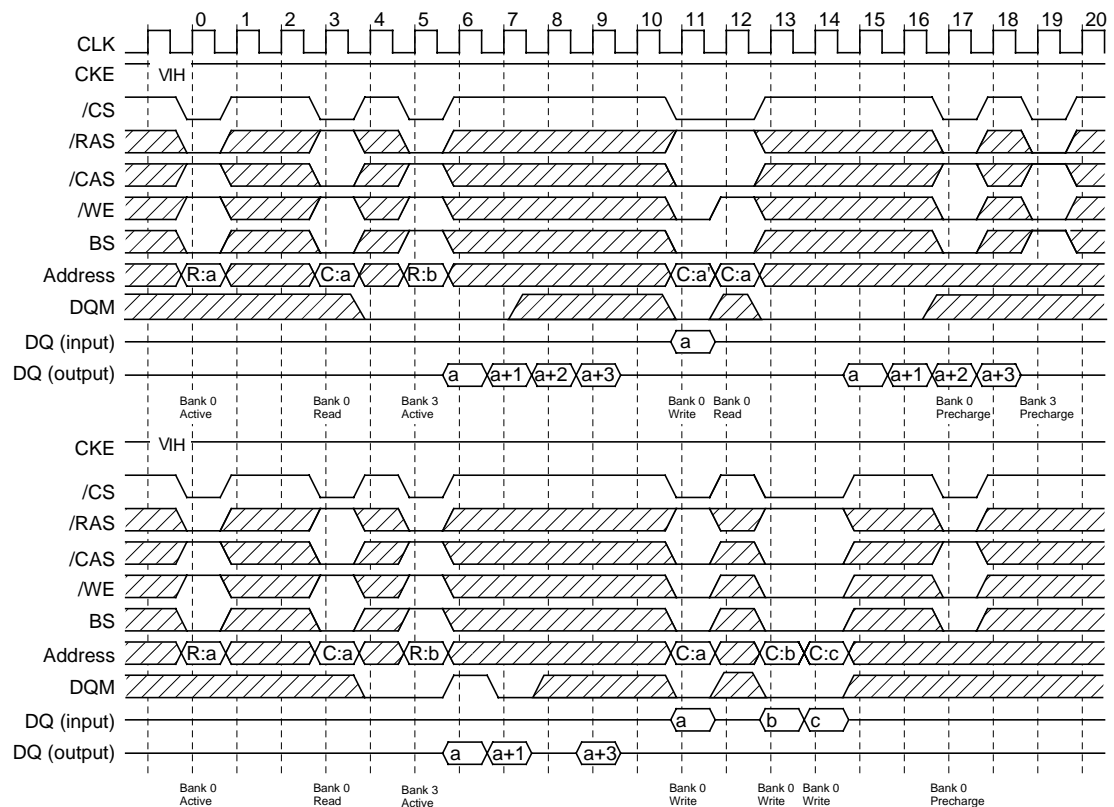 0 1 2 3 4 5 6 7 8 9 10 11 12 13 14 15 16 17 18 19 20
CLK
CKE VIH
/CS
/RAS
/CAS
/WE
BS
Address R:a C:a R:b C:a' C:a
DQM
DQ (input) a
DQ (output) a a+1 a+2 a+3 a a+1 a+2 a+3
Bank 0 Bank 0 Bank 3 Bank 0 Bank 0 Bank 0 Bank 3
Active Read Active Write Read Precharge Precharge
CKE VIH
/CS
/RAS
/CAS
/WE
BS
Address R:a C:a R:b C:a C:b C:c
DQM
DQ (input) a b c
DQ (output) a a+1 a+3
Bank 0 Bank 0 Bank 3 Bank 0 Bank 0 Bank 0 Bank 0
Active Read Active Write Write Write Precharge